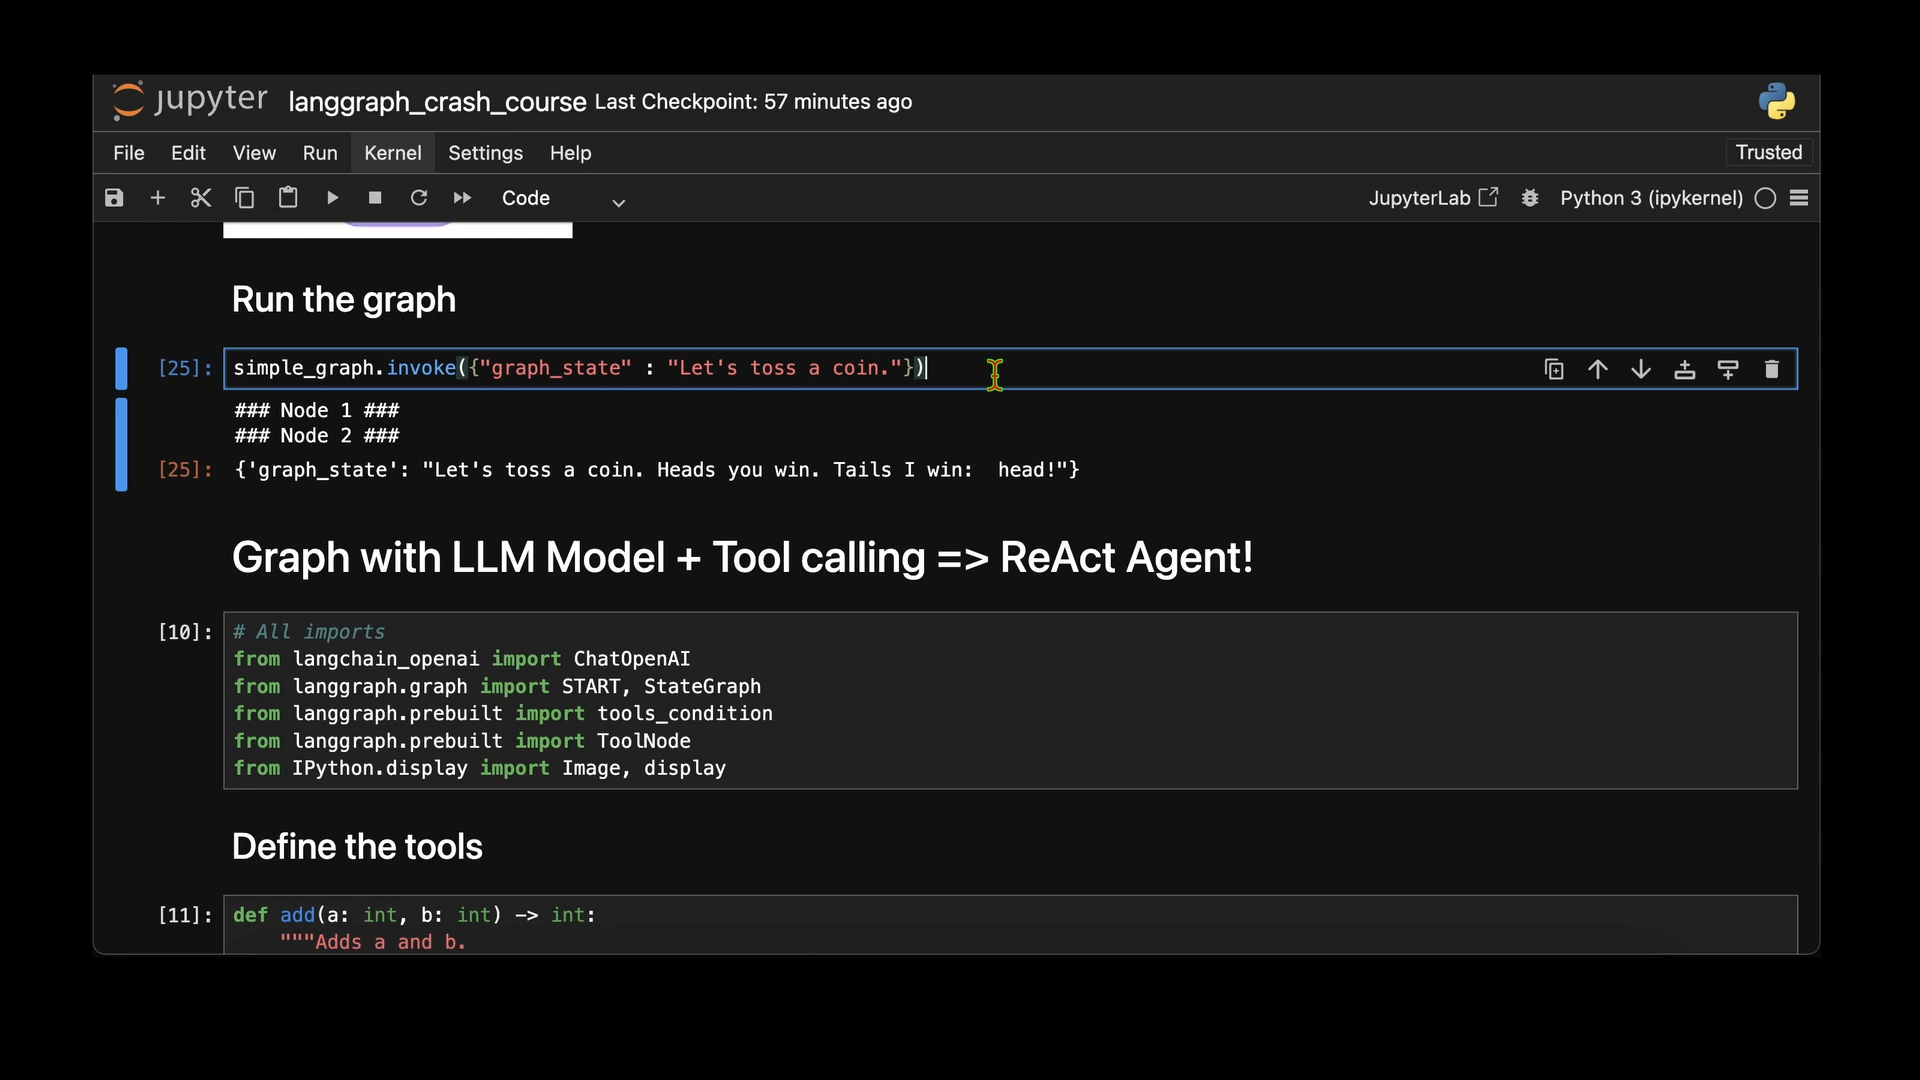 jupyter langgraph_crash_course Last Checkpoint: 57 minutes ago
File Edit View Run Kernel Settings Help Trusted
Code JupyterLab Python 3 (ipykernel)
Run the graph
[25]: simple_graph.invoke({"graph_state" : "Let's toss a coin."})
### Node 1 ###
### Node 2 ###
[25]: {'graph_state': "Let's toss a coin. Heads you win. Tails I win:  head!"}
Graph with LLM Model + Tool calling => ReAct Agent!
[10]: # All imports
from langchain_openai import ChatOpenAI
from langgraph.graph import START, StateGraph
from langgraph.prebuilt import tools_condition
from langgraph.prebuilt import ToolNode
from IPython.display import Image, display
Define the tools
[11]: def add(a: int, b: int) -> int:
"""Adds a and b.